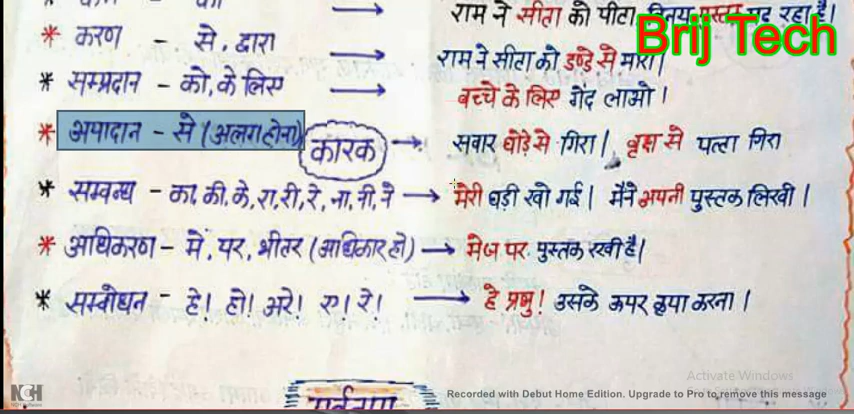 राम ने सीता को पीटा विनय पुस्तक पढ़ रहा है।
Brij Tech
* करण - से, द्वारा → राम ने सीता को डण्डे से मारा।
* सम्प्रदान - को, के लिए → बच्चे के लिए गेंद लाओ।
* अपादान - से (अलग होना) → सवार घोड़े से गिरा। वृक्ष से पत्ता गिरा
कारक
* सम्बन्ध - का, की, के, रा, री, रे, ना, नी, ने → मेरी घड़ी खो गई। मैने अपनी पुस्तक लिखी।
* अधिकरण - में, पर, भीतर (आधिकार हो) → मेज पर पुस्तक रखी है।
* सम्बोधन - हे! हो! अरे! ए! रे! → हे प्रभु! उसके ऊपर कृपा करना।
Activate Windows
NCH
Recorded with Debut Home Edition. Upgrade to Pro to remove this message